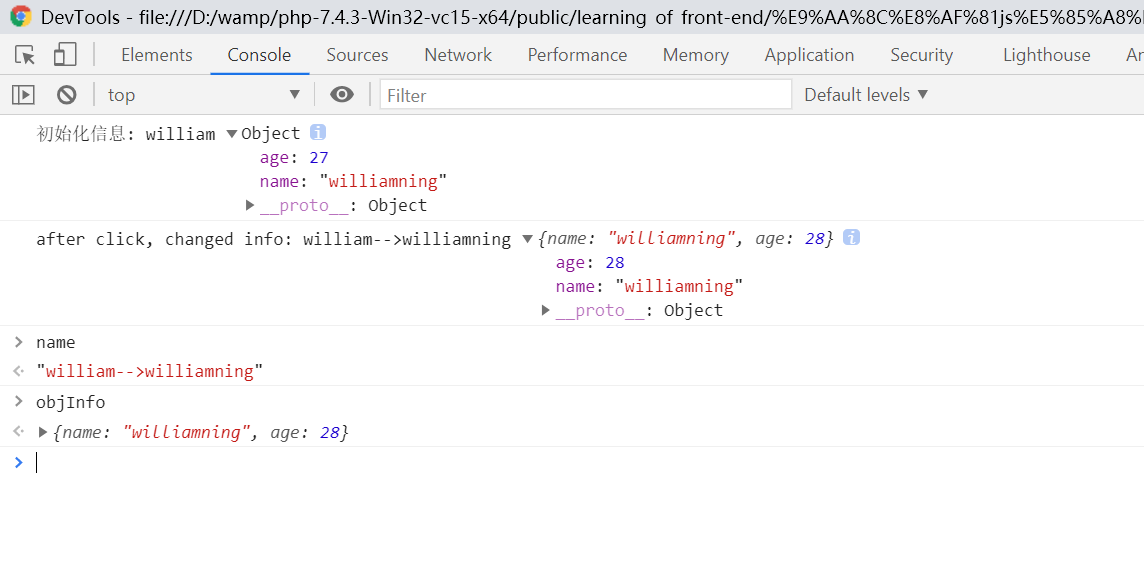 DevTools - file:///D:/wamp/php-7.4.3-Win32-vc15-x64/public/learning of front-end/%E9%AA%8C%E8%AF%81js%E5%85%A8%
Elements Console Sources Network Performance Memory Application Security Lighthouse
top Filter Default levels
初始化信息: william Object i
age: 27
name: "williamning"
__proto__: Object
after click, changed info: william-->williamning {name: "williamning", age: 28} i
age: 28
name: "williamning"
__proto__: Object
> name
"william-->williamning"
> objInfo
{name: "williamning", age: 28}
>